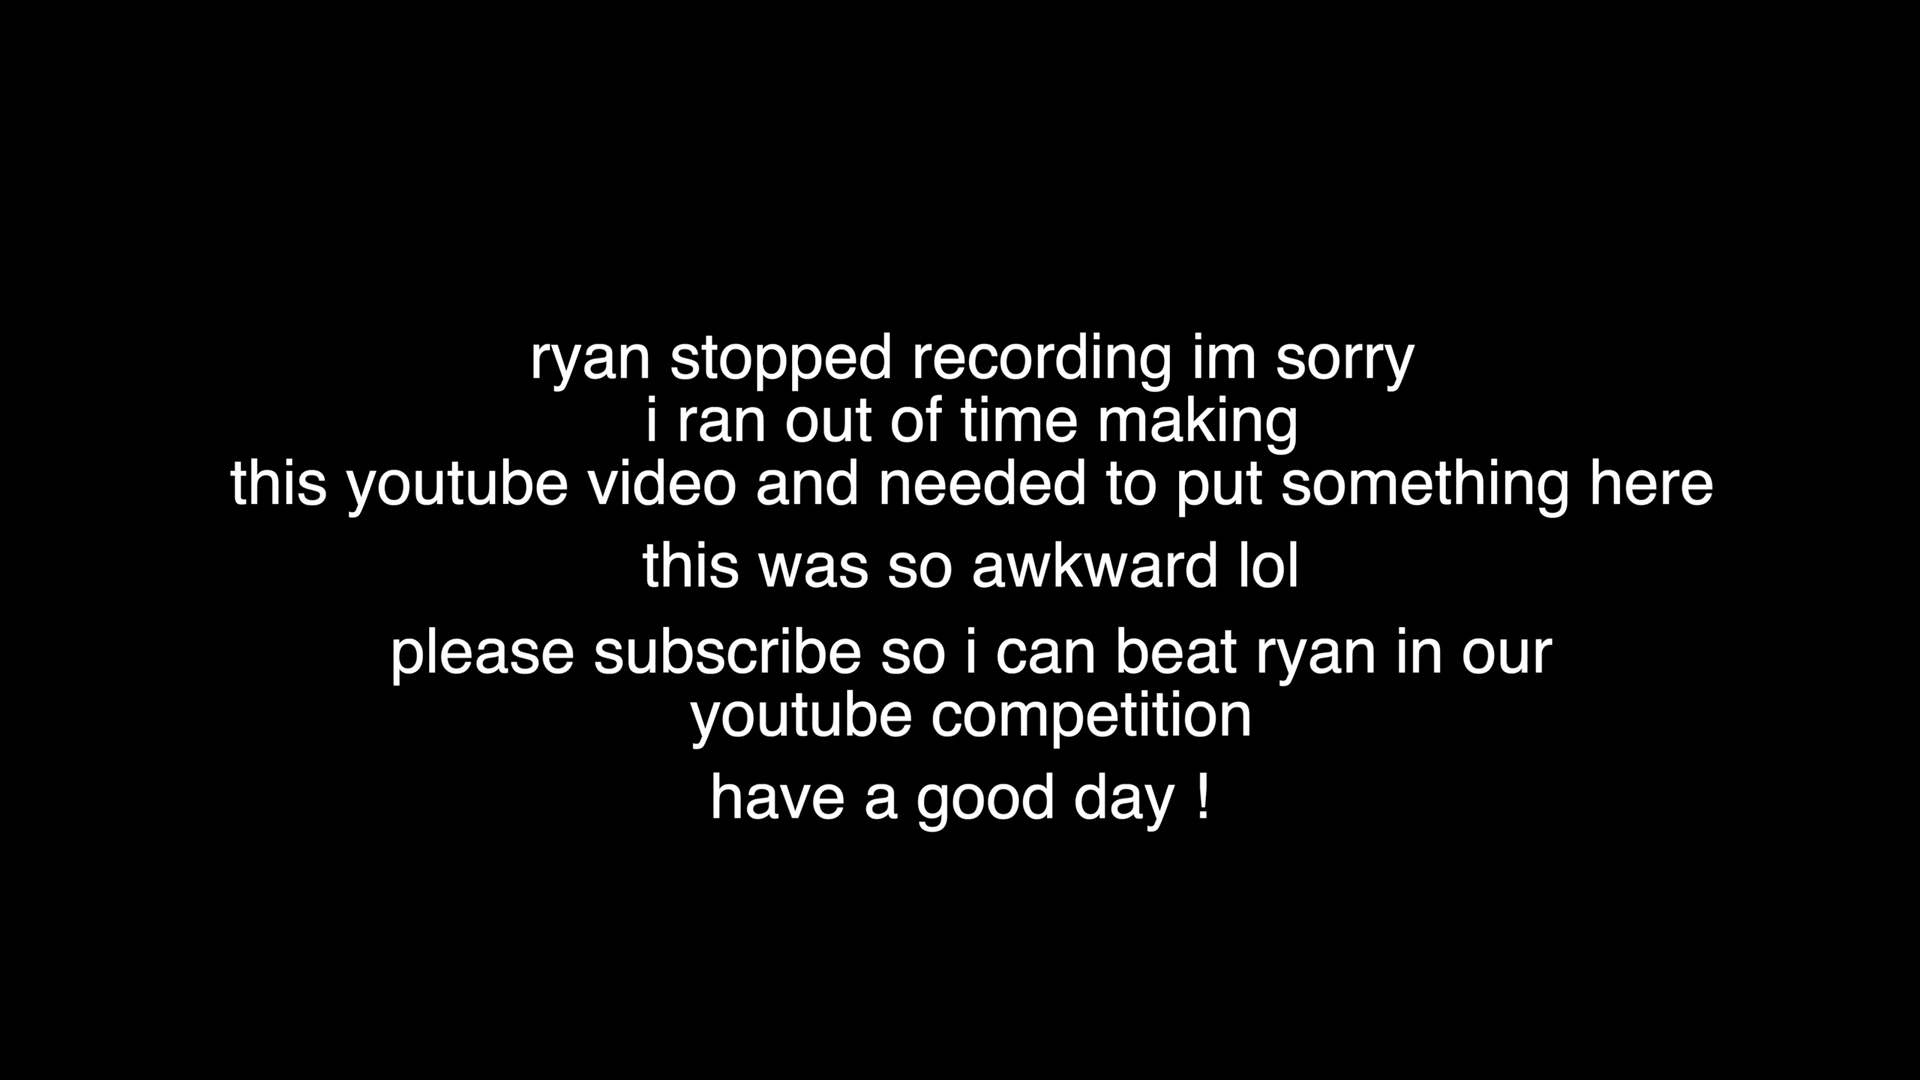 ryan stopped recording im sorry
i ran out of time making
this youtube video and needed to put something here
this was so awkward lol
please subscribe so i can beat ryan in our
youtube competition
have a good day !